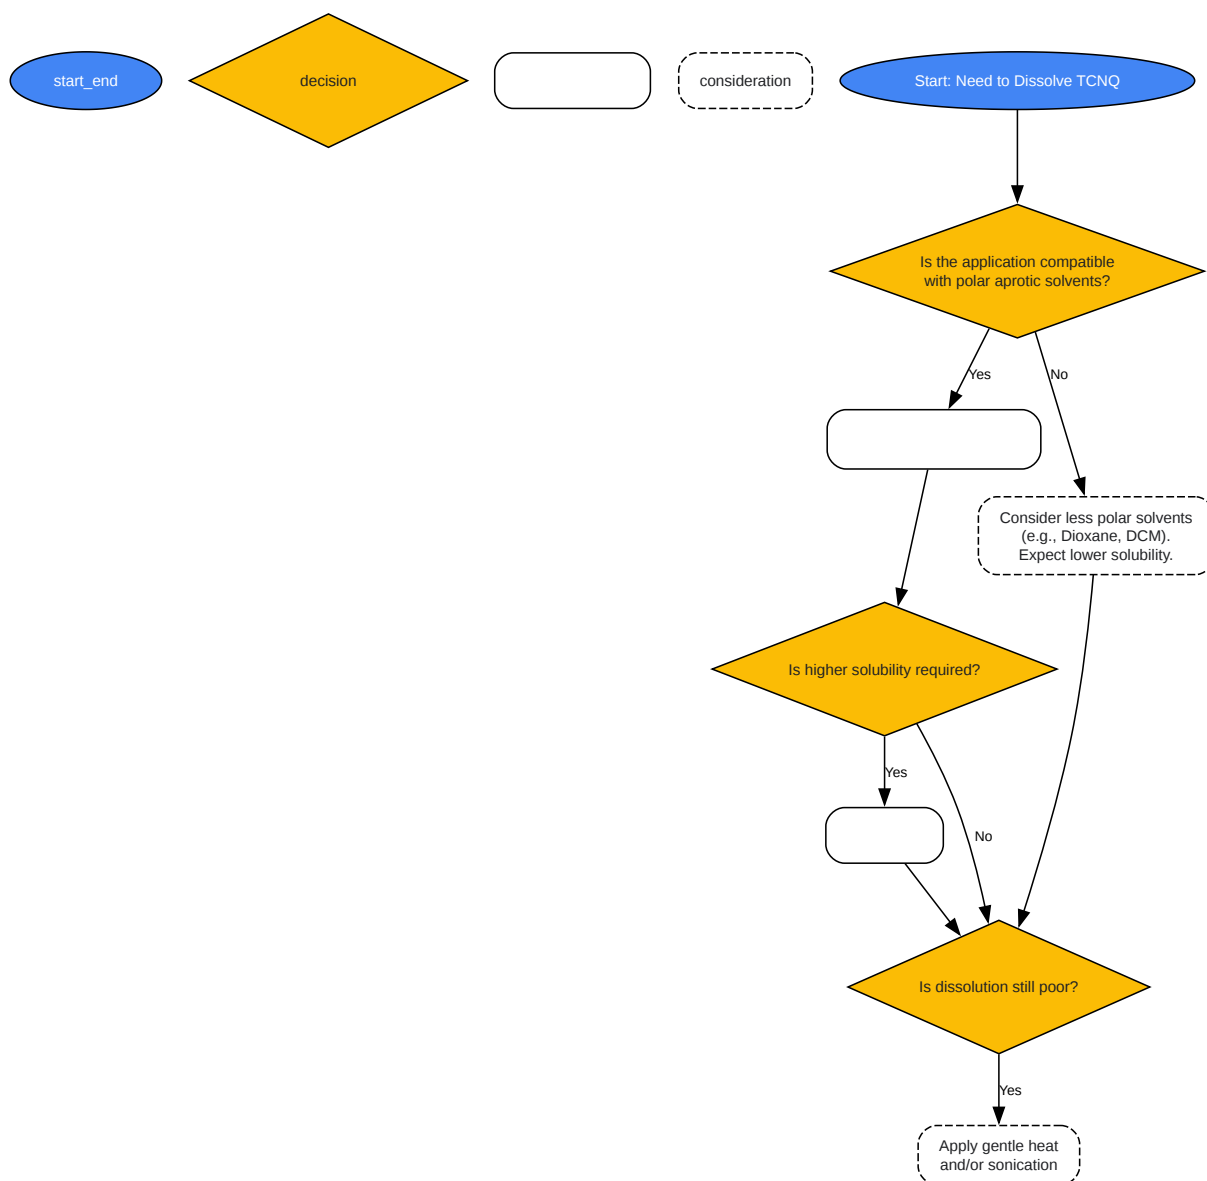 start_end
decision
consideration
Start: Need to Dissolve TCNQ
Is the application compatible
with polar aprotic solvents?
Yes
No
Consider less polar solvents
(e.g., Dioxane, DCM).
Expect lower solubility.
Is higher solubility required?
Yes
No
Is dissolution still poor?
Yes
Apply gentle heat
and/or sonication